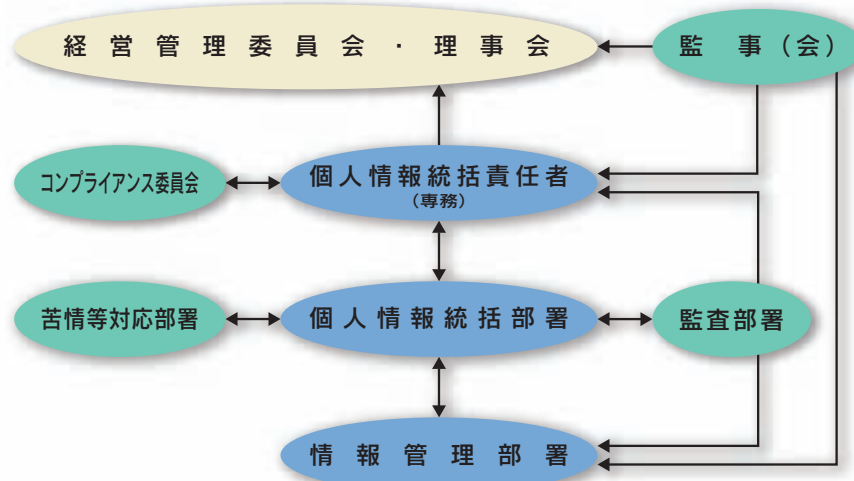 経営管理委員会・理事会
監事（会）
コンプライアンス委員会
個人情報統括責任者
（専務）
苦情等対応部署
個人情報統括部署
監査部署
情報管理部署